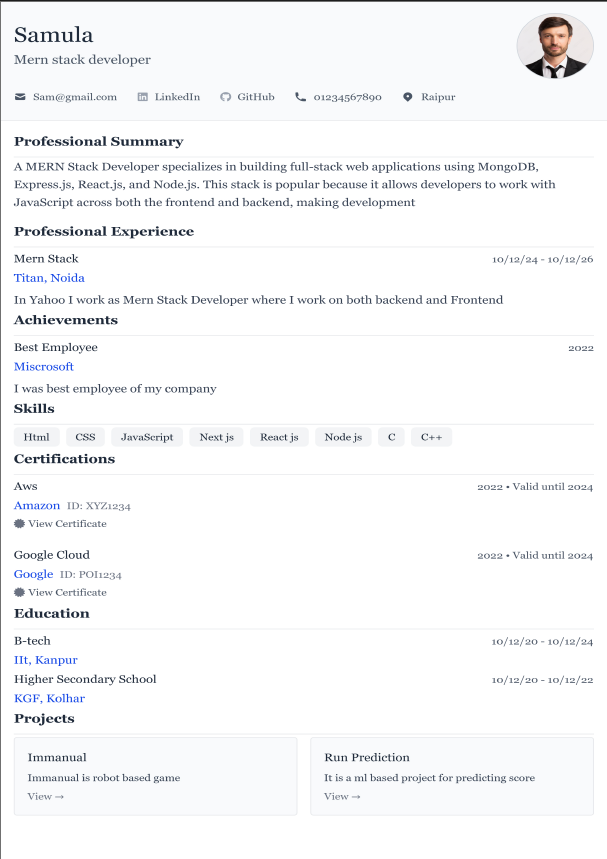 Samula
Mern stack developer
Sam@gmail.com LinkedIn GitHub 01234567890 Raipur
Professional Summary
A MERN Stack Developer specializes in building full-stack web applications using MongoDB,
Express.js, React.js, and Node.js. This stack is popular because it allows developers to work with
JavaScript across both the frontend and backend, making development
Professional Experience
Mern Stack 10/12/24 - 10/12/26
Titan, Noida
In Yahoo I work as Mern Stack Developer where I work on both backend and Frontend
Achievements
Best Employee 2022
Miscrosoft
I was best employee of my company
Skills
Html CSS JavaScript Next js React js Node js C C++
Certifications
Aws 2022 • Valid until 2024
Amazon ID: XYZ1234
View Certificate
Google Cloud 2022 • Valid until 2024
Google ID: POI1234
View Certificate
Education
B-tech 10/12/20 - 10/12/24
IIt, Kanpur
Higher Secondary School 10/12/20 - 10/12/22
KGF, Kolhar
Projects
Immanual
Immanual is robot based game
View →
Run Prediction
It is a ml based project for predicting score
View →